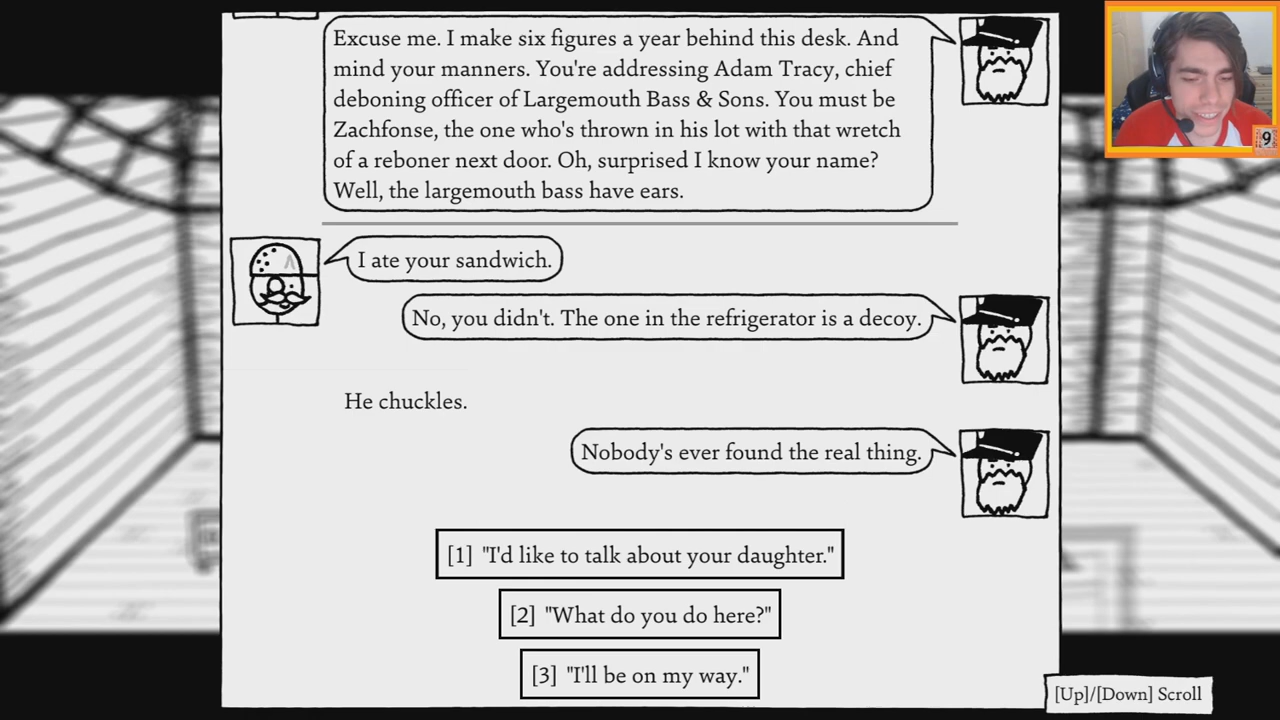 Excuse me. I make six figures a year behind this desk. And
mind your manners. You're addressing Adam Tracy, chief
deboning officer of Largemouth Bass & Sons. You must be
Zachfonse, the one who's thrown in his lot with that wretch
of a reboner next door. Oh, surprised I know your name?
Well, the largemouth bass have ears.
I ate your sandwich.
No, you didn't. The one in the refrigerator is a decoy.
He chuckles.
Nobody's ever found the real thing.
[1] "I'd like to talk about your daughter."
[2] "What do you do here?"
[3] "I'll be on my way."
[Up]/[Down] Scroll
9